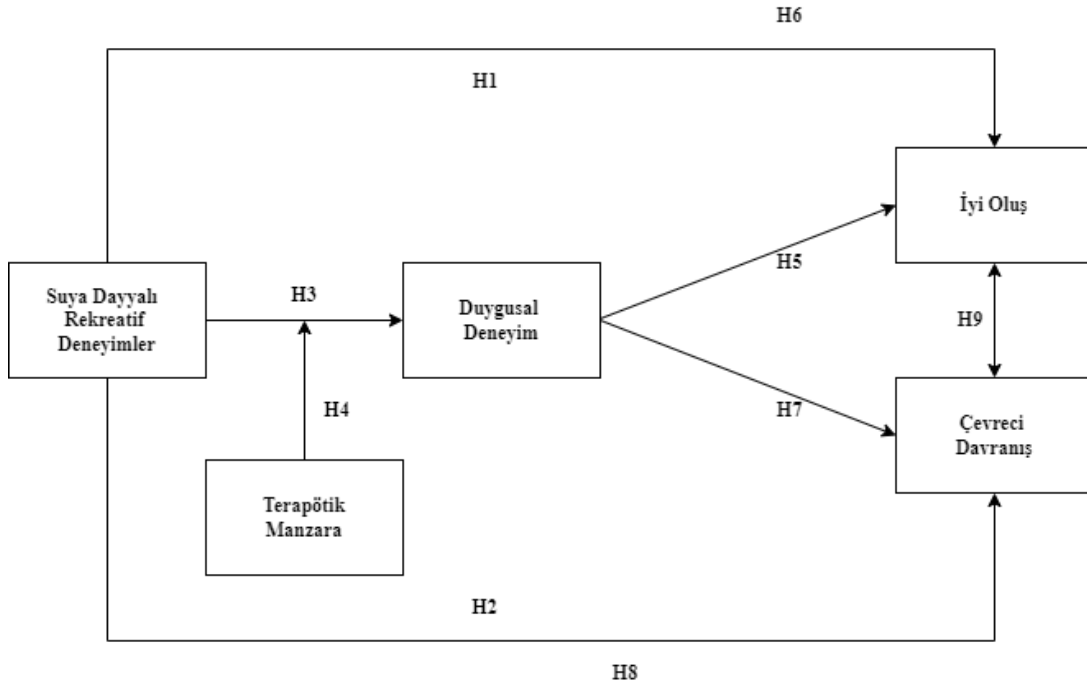 H6
H1
İyi Oluş
H5
Suya Dayyalı
Rekreatif
Deneyimler
H3
Duygusal
Deneyim
H9
H4
H7
Çevreci
Davranış
Terapötik
Manzara
H2
H8